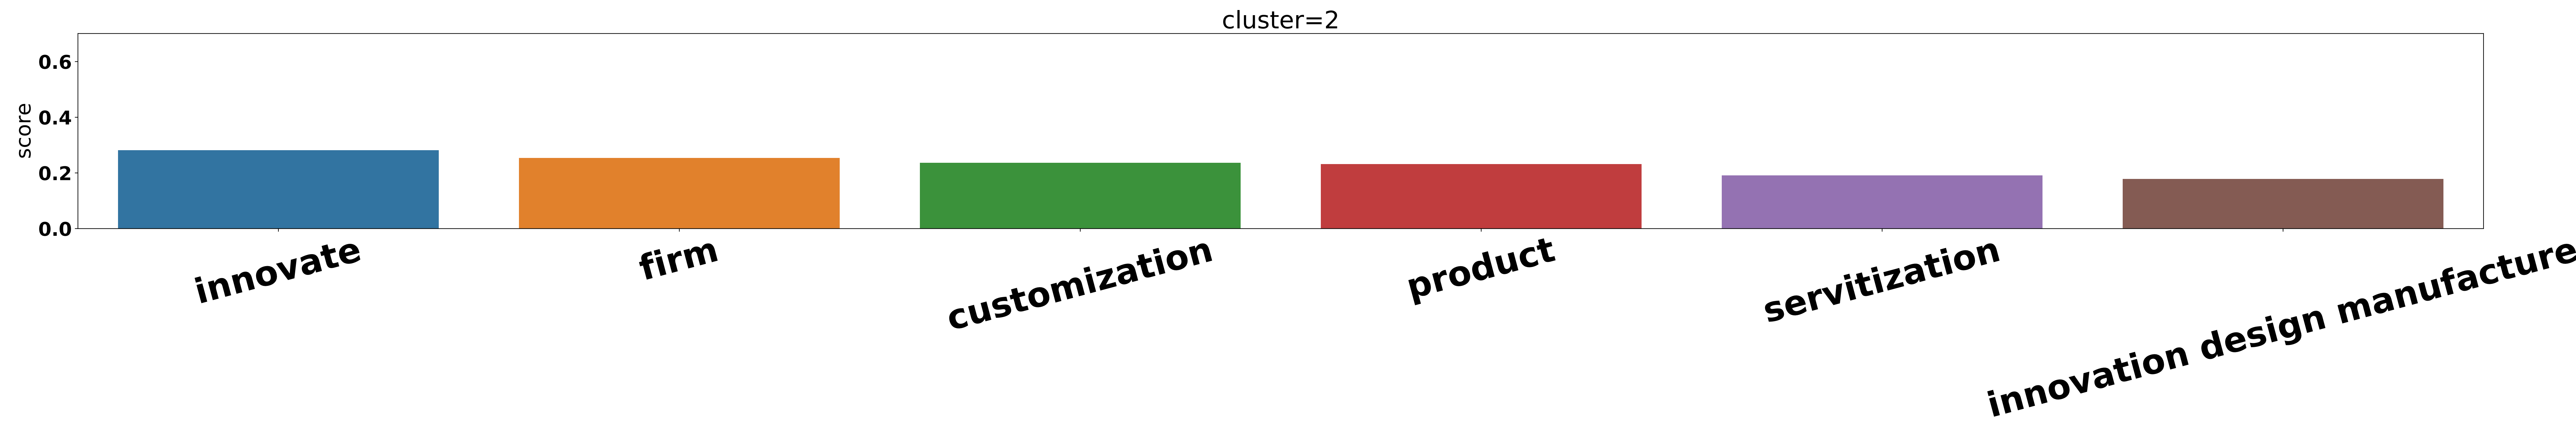 cluster=2
score
0.6
0.4
0.2
0.0
innovate
firm
customization
product
servitization
innovation design manufacture